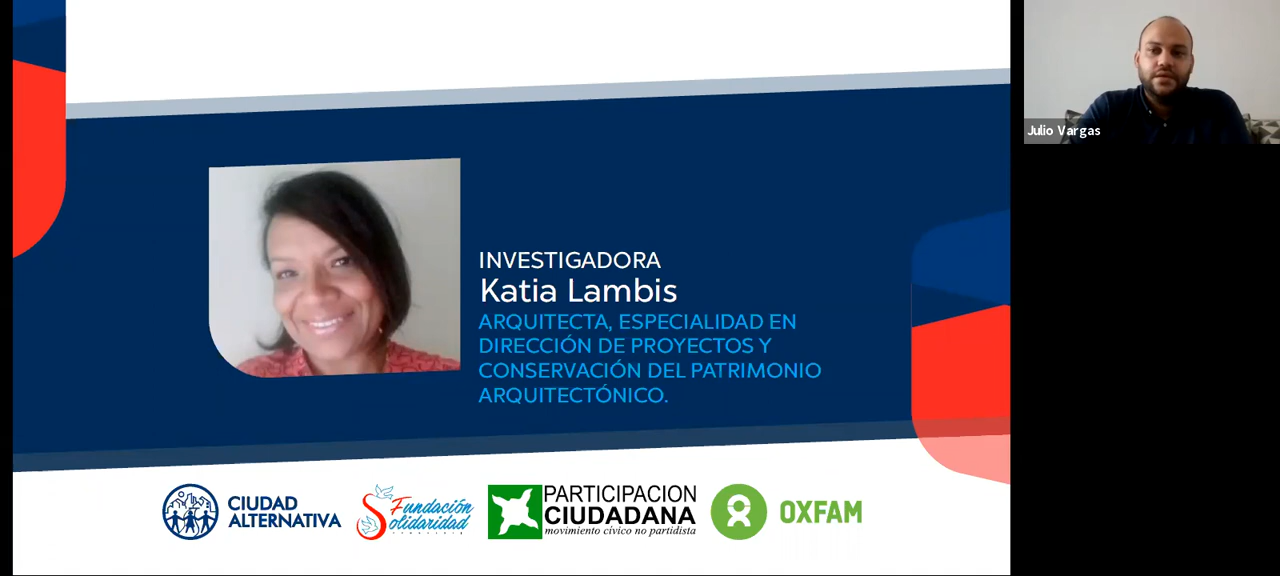 INVESTIGADORA
Katia Lambis
ARQUITECTA, ESPECIALIDAD EN
DIRECCIÓN DE PROYECTOS Y
CONSERVACIÓN DEL PATRIMONIO
ARQUITECTÓNICO.
CIUDAD
ALTERNATIVA
Fundación
Solidaridad
PARTICIPACION
CIUDADANA
movimiento cívico no partidista
OXFAM
Julio Vargas